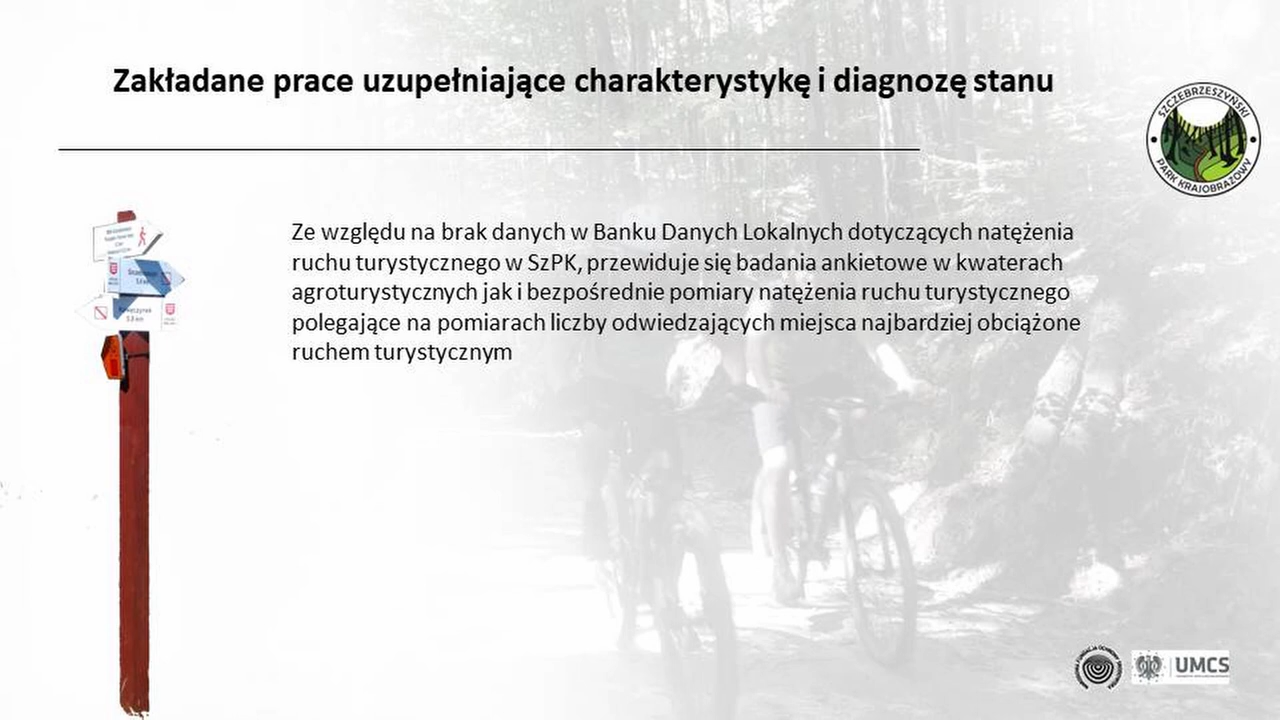 Zakładane prace uzupełniające charakterystykę i diagnozę stanu
SZCZEBRZESZYŃSKI
PARK KRAJOBRAZOWY
Ze względu na brak danych w Banku Danych Lokalnych dotyczących natężenia
ruchu turystycznego w SzPK, przewiduje się badania ankietowe w kwaterach
agroturystycznych jak i bezpośrednie pomiary natężenia ruchu turystycznego
polegające na pomiarach liczby odwiedzających miejsca najbardziej obciążone
ruchem turystycznym
UMCS